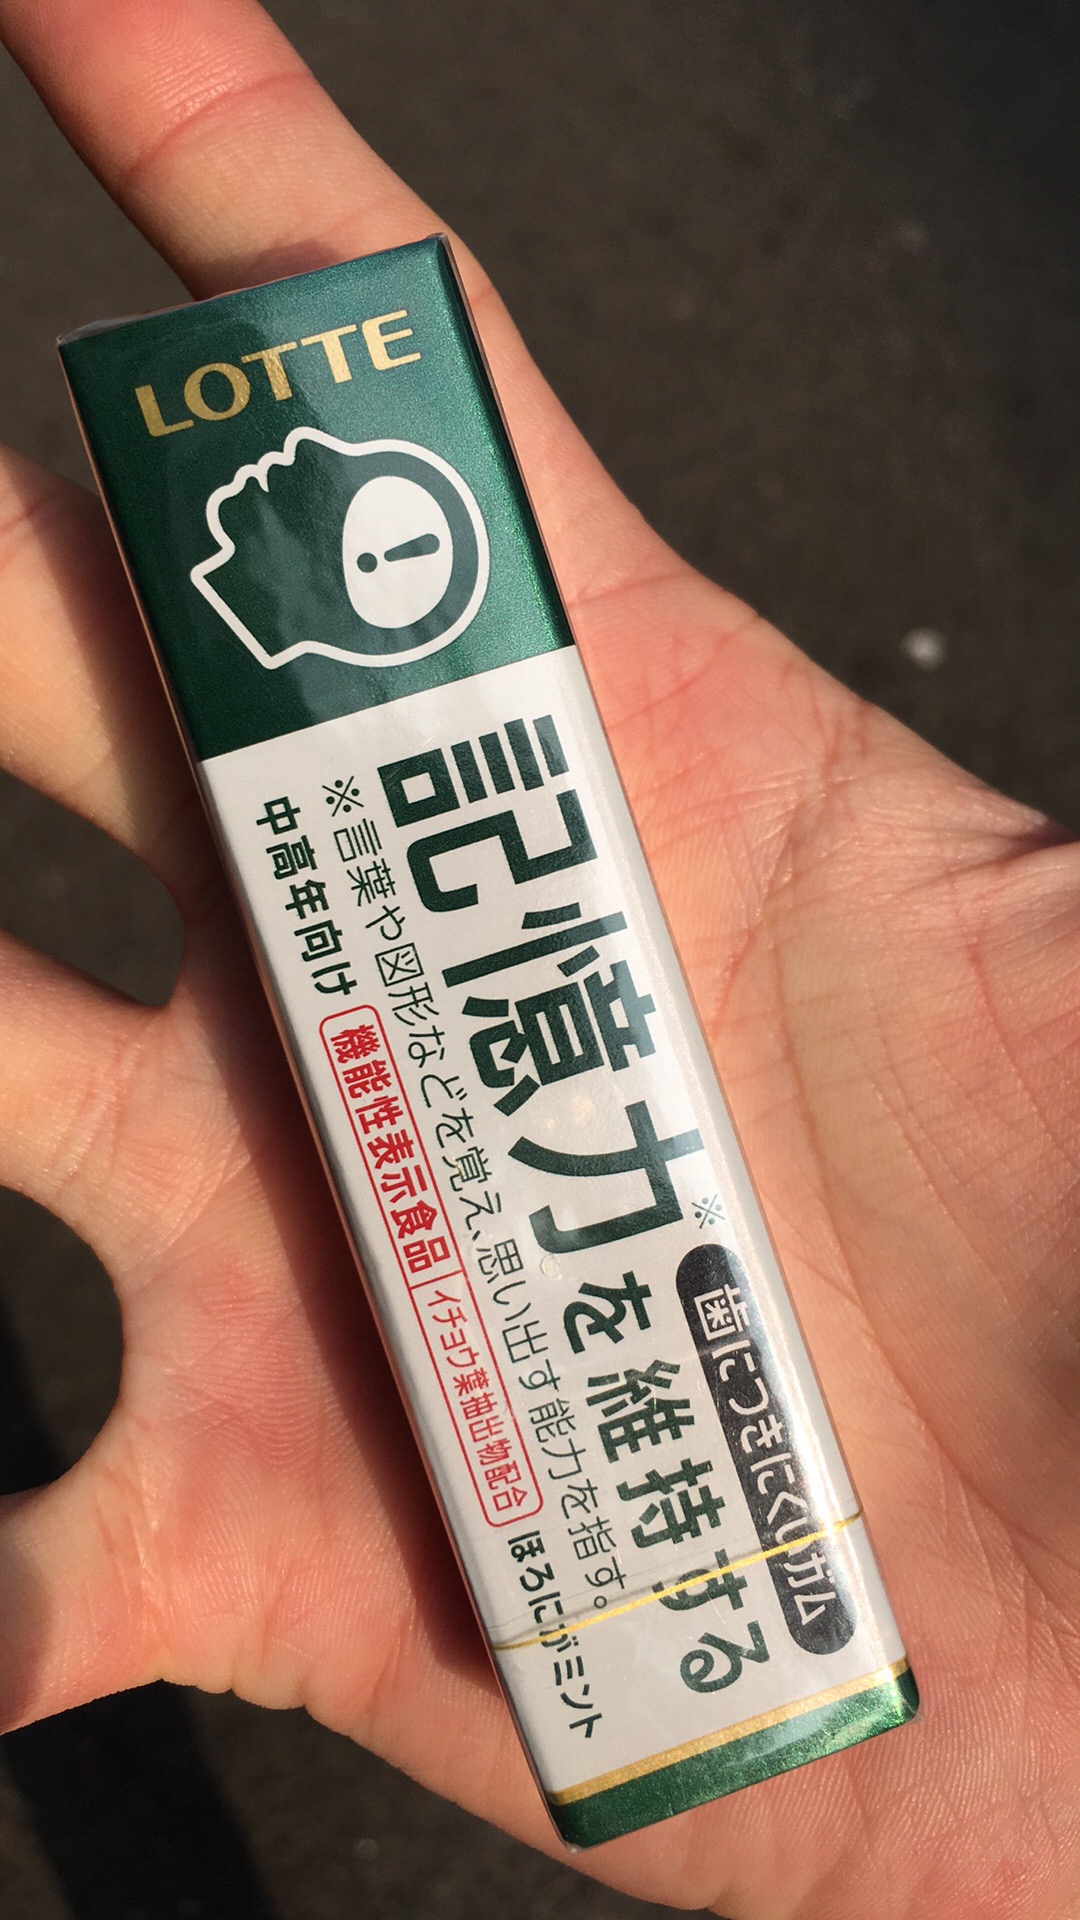 LOTTE
歯につきにくいガム
記憶力※を維持する
※言葉や図形などを覚え、思い出す能力を指す。
中高年向け
機能性表示食品
イチョウ葉抽出物配合
ほろにがミント